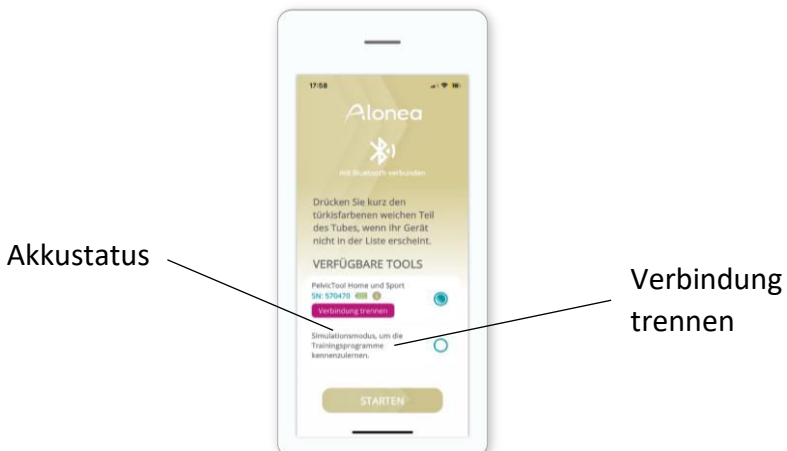 17:58
Alonea
mit Bluetooth verbunden
Drücken Sie kurz den
türkisfarbenen weichen Teil
des Tubes, wenn ihr Gerät
nicht in der Liste erscheint.
Akkustatus
VERFÜGBARE TOOLS
PelvicTool Home und Sport
SN: 570470
Verbindung trennen
Verbindung
trennen
Simulationsmodus, um die
Trainingsprogramme
kennenzulernen.
STARTEN